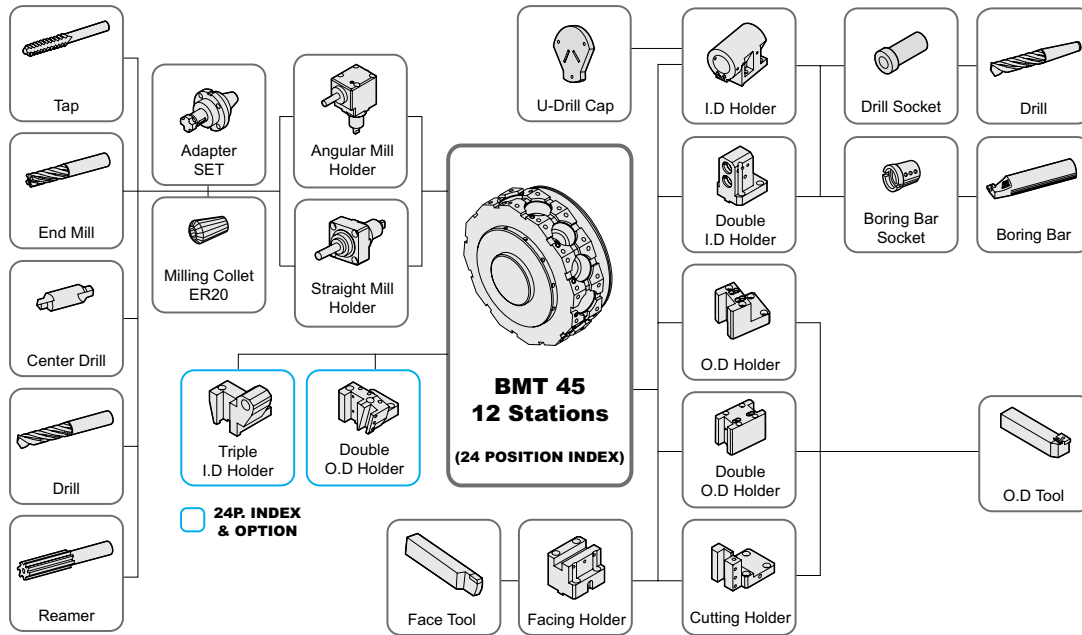 Tap
End Mill
Center Drill
Drill
Reamer
Adapter
SET
Milling Collet
ER20
Angular Mill
Holder
Straight Mill
Holder
Triple
I.D Holder
Double
O.D Holder
24P. INDEX
& OPTION
BMT 45
12 Stations
(24 POSITION INDEX)
U-Drill Cap
I.D Holder
Drill Socket
Drill
Double
I.D Holder
Boring Bar
Socket
Boring Bar
O.D Holder
Double
O.D Holder
O.D Tool
Face Tool
Facing Holder
Cutting Holder